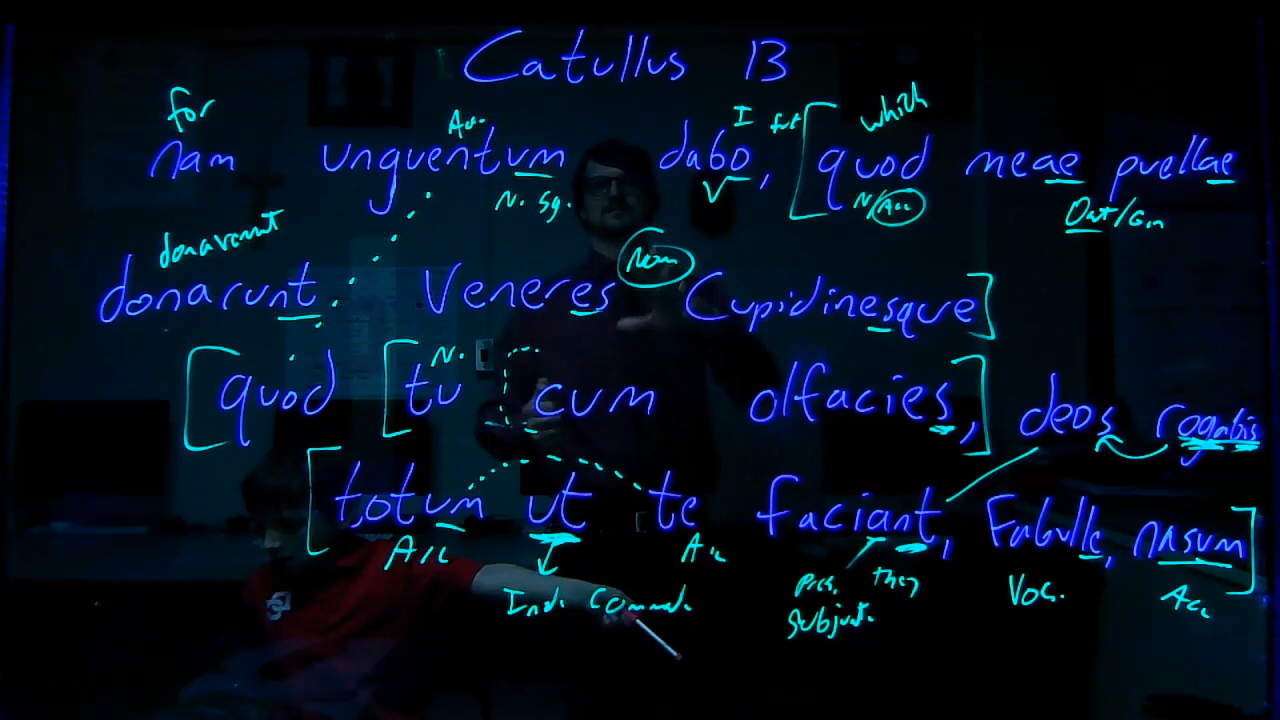 Catullus 13
for Acc. I fut which
nam unguentum dabo, [quod meae puellae
N. Sg. V N/Acc Dat/Gen
donaverunt Nom
donarunt Veneres Cupidinesque]
N.
[quod [tu cum olfacies,] deos rogabis
[totum ut te faciant, Fabulle, nasum]
Acc Acc Pres. they Voc. Acc
Ind. Command. Subjunct.